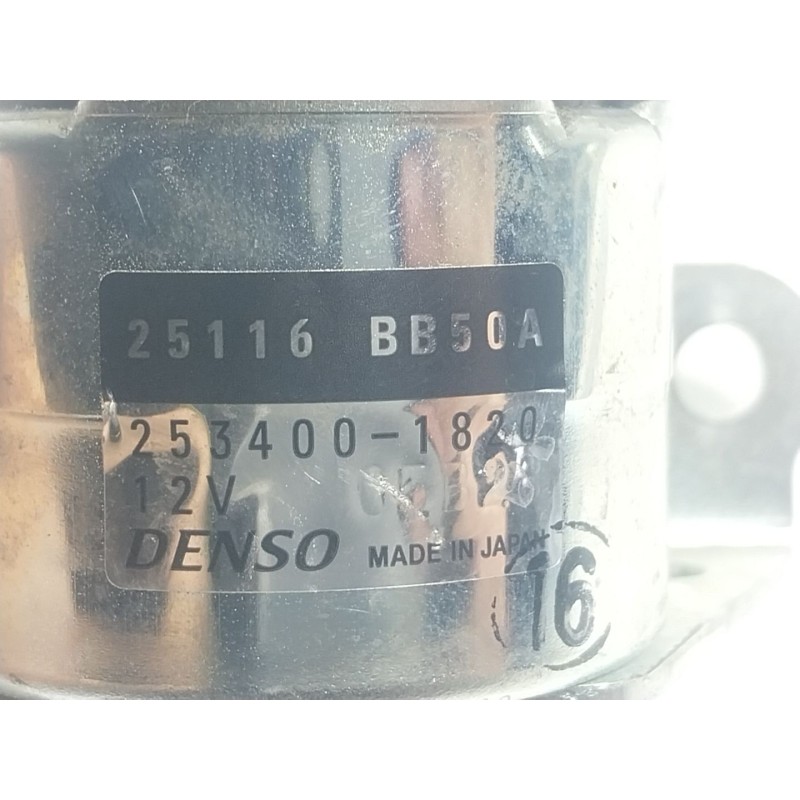 25116 BB50A
253400-1820
12V
DENSO MADE IN JAPAN
16